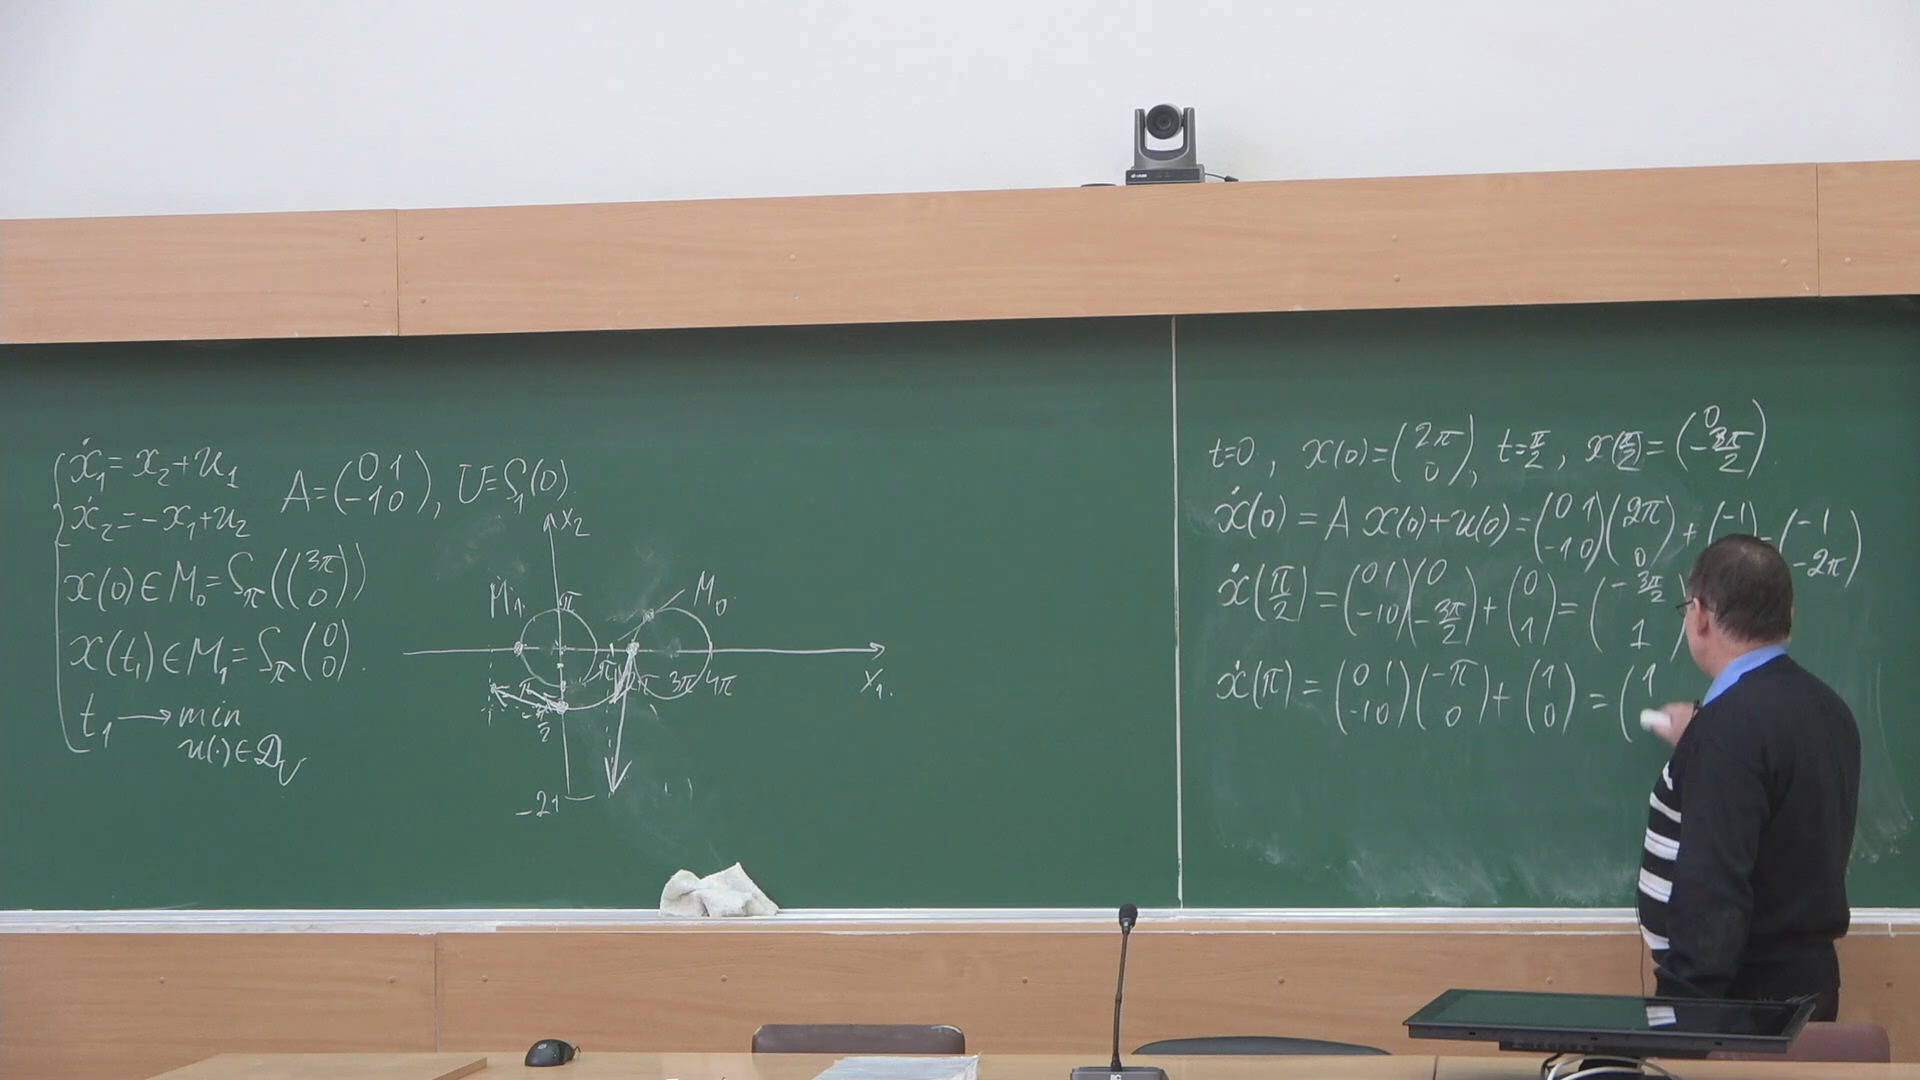 ẋ₁ = x₂ + u₁
ẋ₂ = -x₁ + u₂
A = (0 1; -1 0), U = S₁(0)
x(0) ∈ M₀ = S_π((3π; 0))
x(t₁) ∈ M₁ = S_π(0; 0).
t₁ → min
u(·) ∈ D_U
x₂
M₁
π
M₀
-π
π
2π
3π
4π
x₁.
-3π/2
t=0, x(0) = (2π; 0), t=π/2, x(π/2) = (0; -3π/2).
ẋ(0) = A x(0) + u(0) = (0 1; -1 0)(2π; 0) + (-1 = (-1; -2π)
ẋ(π/2) = (0 1; -1 0)(0; -3π/2) + (0; 1) = (-3π/2; 1
ẋ(π) = (0 1; -1 0)(-π; 0) + (1; 0) = (1